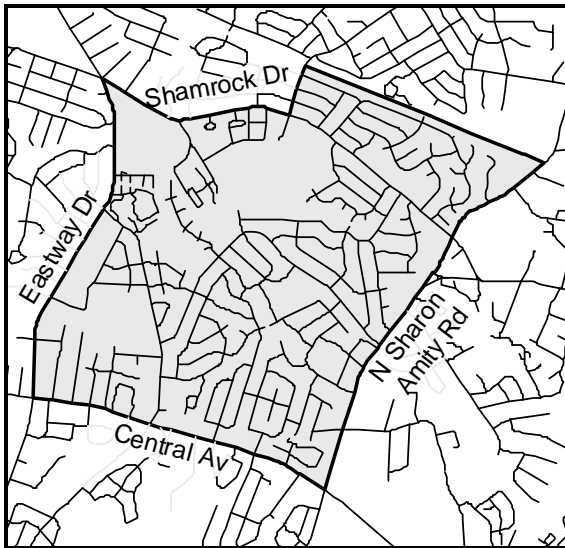 Shamrock Dr
Eastway Dr
N Sharon
Amity Rd
Central Av